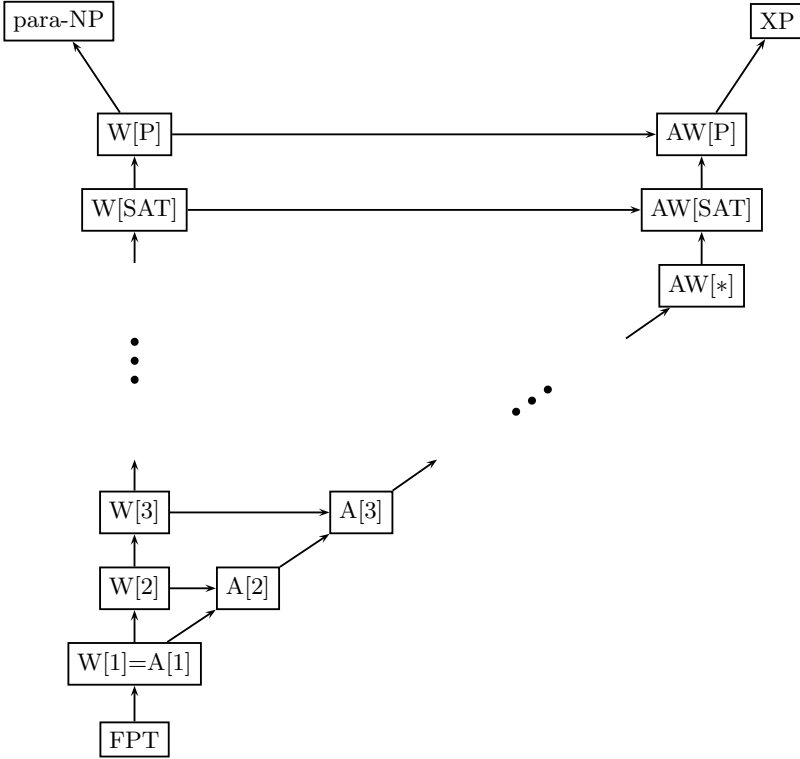 para-NP
XP
W[P]
AW[P]
W[SAT]
AW[SAT]
AW[*]
W[3]
A[3]
W[2]
A[2]
W[1]=A[1]
FPT